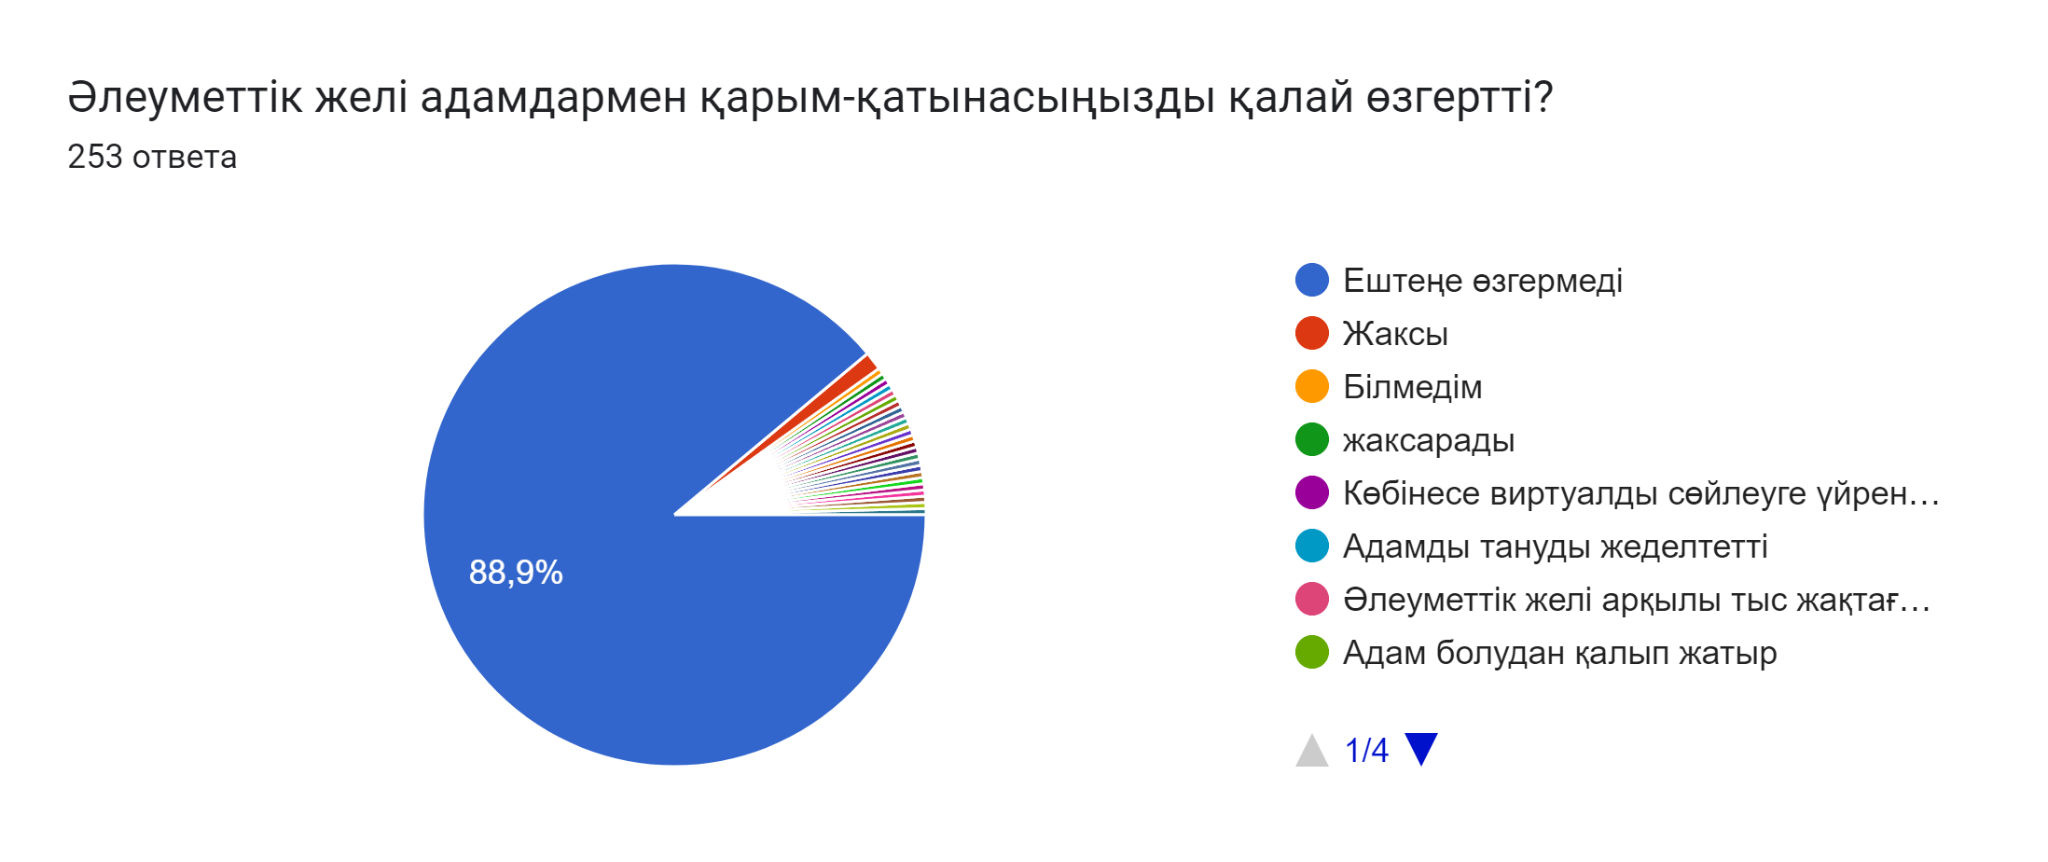 Әлеуметтік желі адамдармен қарым-қатынасыңызды қалай өзгертті?
253 ответа
88,9%
Ештеңе өзгермеді
Жаксы
Білмедім
жаксарады
Көбінесе виртуалды сөйлеуге үйрен…
Адамды тануды жеделтетті
Әлеуметтік желі арқылы тыс жақтағ…
Адам болудан қалып жатыр
1/4